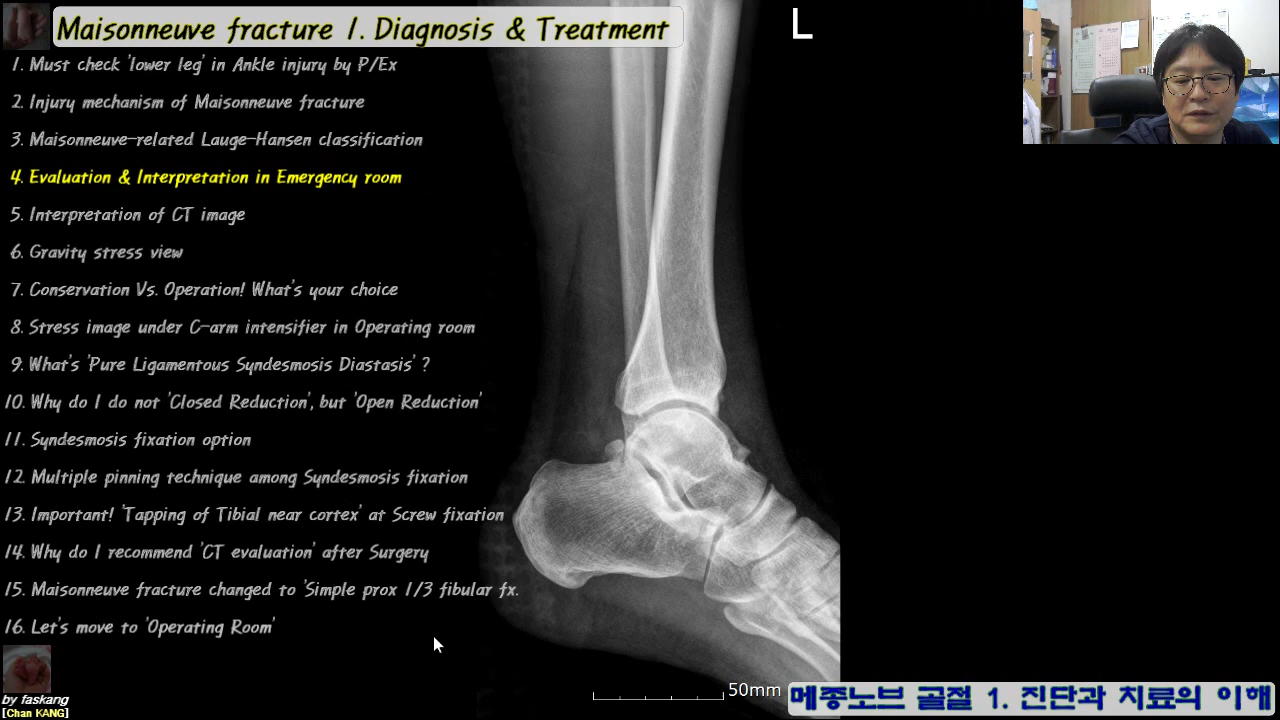 Maisonneuve fracture 1. Diagnosis & Treatment
L
1. Must check 'lower leg' in Ankle injury by P/Ex
2. Injury mechanism of Maisonneuve fracture
3. Maisonneuve-related Lauge-Hansen classification
4. Evaluation & Interpretation in Emergency room
5. Interpretation of CT image
6. Gravity stress view
7. Conservation Vs. Operation! What's your choice
8. Stress image under C-arm intensifier in Operating room
9. What's 'Pure Ligamentous Syndesmosis Diastasis' ?
10. Why do I do not 'Closed Reduction', but 'Open Reduction'
11. Syndesmosis fixation option
12. Multiple pinning technique among Syndesmosis fixation
13. Important! 'Tapping of Tibial near cortex' at Screw fixation
14. Why do I recommend 'CT evaluation' after Surgery
15. Maisonneuve fracture changed to 'Simple prox 1/3 fibular fx.
16. Let's move to 'Operating Room'
50mm
by faskang
[Chan KANG]
메종노브 골절 1. 진단과 치료의 이해